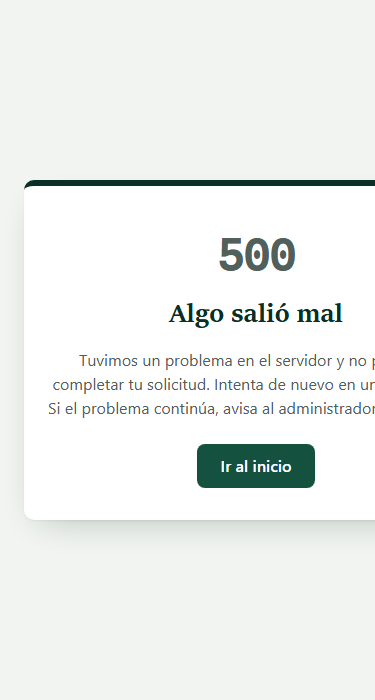 500
Algo salió mal
Tuvimos un problema en el servidor y no
completar tu solicitud. Intenta de nuevo en
Si el problema continúa, avisa al administrador
Ir al inicio